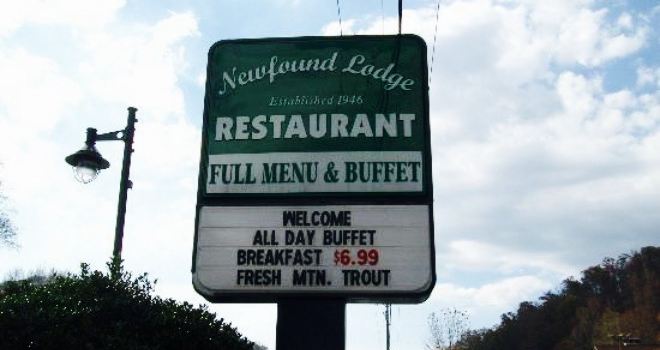 Newfound Lodge
Established 1946
RESTAURANT
FULL MENU & BUFFET
WELCOME
ALL DAY BUFFET
BREAKFAST $6.99
FRESH MTN. TROUT